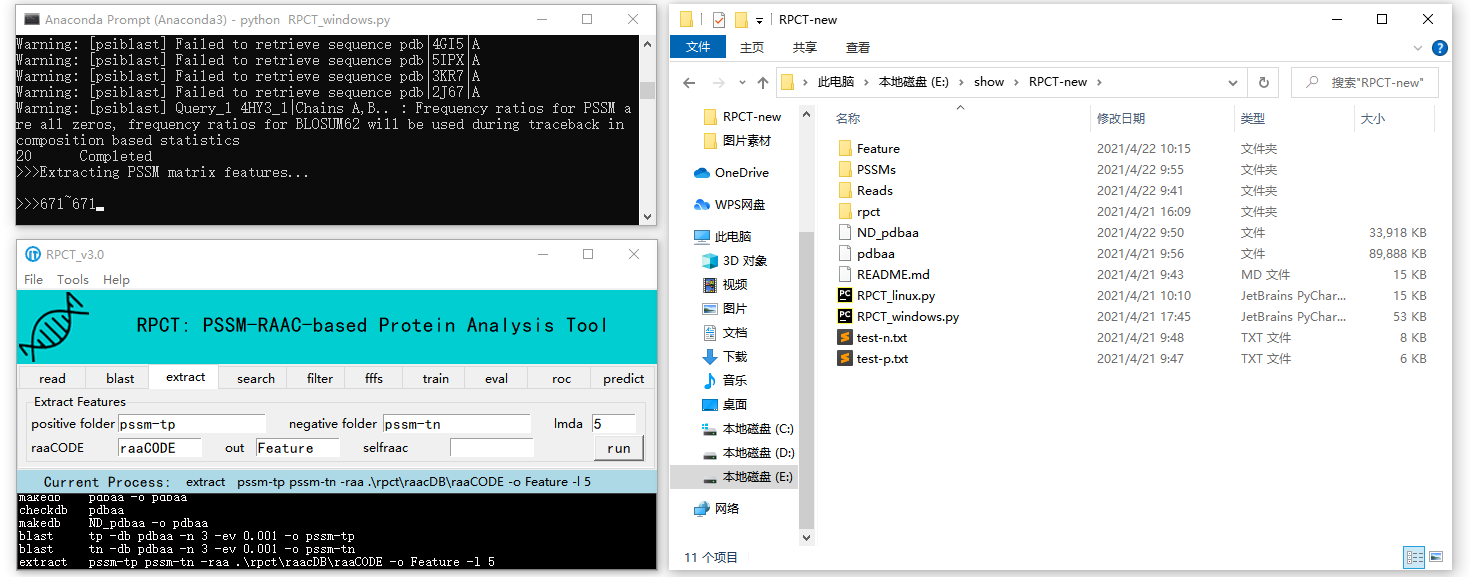 Anaconda Prompt (Anaconda3) - python  RPCT_windows.py
Warning: [psiblast] Failed to retrieve sequence pdb|4GI5|A
Warning: [psiblast] Failed to retrieve sequence pdb|5IPX|A
Warning: [psiblast] Failed to retrieve sequence pdb|3KR7|A
Warning: [psiblast] Failed to retrieve sequence pdb|2J67|A
Warning: [psiblast] Query_1 4HY3_1|Chains A,B.. : Frequency ratios for PSSM a
re all zeros, frequency ratios for BLOSUM62 will be used during traceback in
composition based statistics
20      Completed
>>>Extracting PSSM matrix features...
>>>671~671
RPCT_v3.0
File Tools Help
RPCT: PSSM-RAAC-based Protein Analysis Tool
read blast extract search filter fffs train eval roc predict
Extract Features
positive folder pssm-tp negative folder pssm-tn lmda 5
raaCODE raaCODE out Feature selfraac run
Current Process: extract pssm-tp pssm-tn -raa .\rpct\raacDB\raaCODE -o Feature -l 5
makedb pdbaa -o pdbaa
checkdb pdbaa
makedb ND_pdbaa -o pdbaa
blast tp -db pdbaa -n 3 -ev 0.001 -o pssm-tp
blast tn -db pdbaa -n 3 -ev 0.001 -o pssm-tn
extract pssm-tp pssm-tn -raa .\rpct\raacDB\raaCODE -o Feature -l 5
RPCT-new
文件 主页 共享 查看
此电脑 本地磁盘 (E:) show RPCT-new
搜索"RPCT-new"
RPCT-new
图片素材
OneDrive
WPS网盘
此电脑
3D 对象
视频
图片
文档
下载
音乐
桌面
本地磁盘 (C:)
本地磁盘 (D:)
本地磁盘 (E:)
网络
名称 修改日期 类型 大小
Feature 2021/4/22 10:15 文件夹
PSSMs 2021/4/22 9:55 文件夹
Reads 2021/4/22 9:41 文件夹
rpct 2021/4/21 16:09 文件夹
ND_pdbaa 2021/4/22 9:50 文件 33,918 KB
pdbaa 2021/4/21 9:56 文件 89,888 KB
README.md 2021/4/21 9:43 MD 文件 15 KB
RPCT_linux.py 2021/4/21 10:10 JetBrains PyChar... 15 KB
RPCT_windows.py 2021/4/21 17:45 JetBrains PyChar... 53 KB
test-n.txt 2021/4/21 9:48 TXT 文件 8 KB
test-p.txt 2021/4/21 9:47 TXT 文件 6 KB
11 个项目